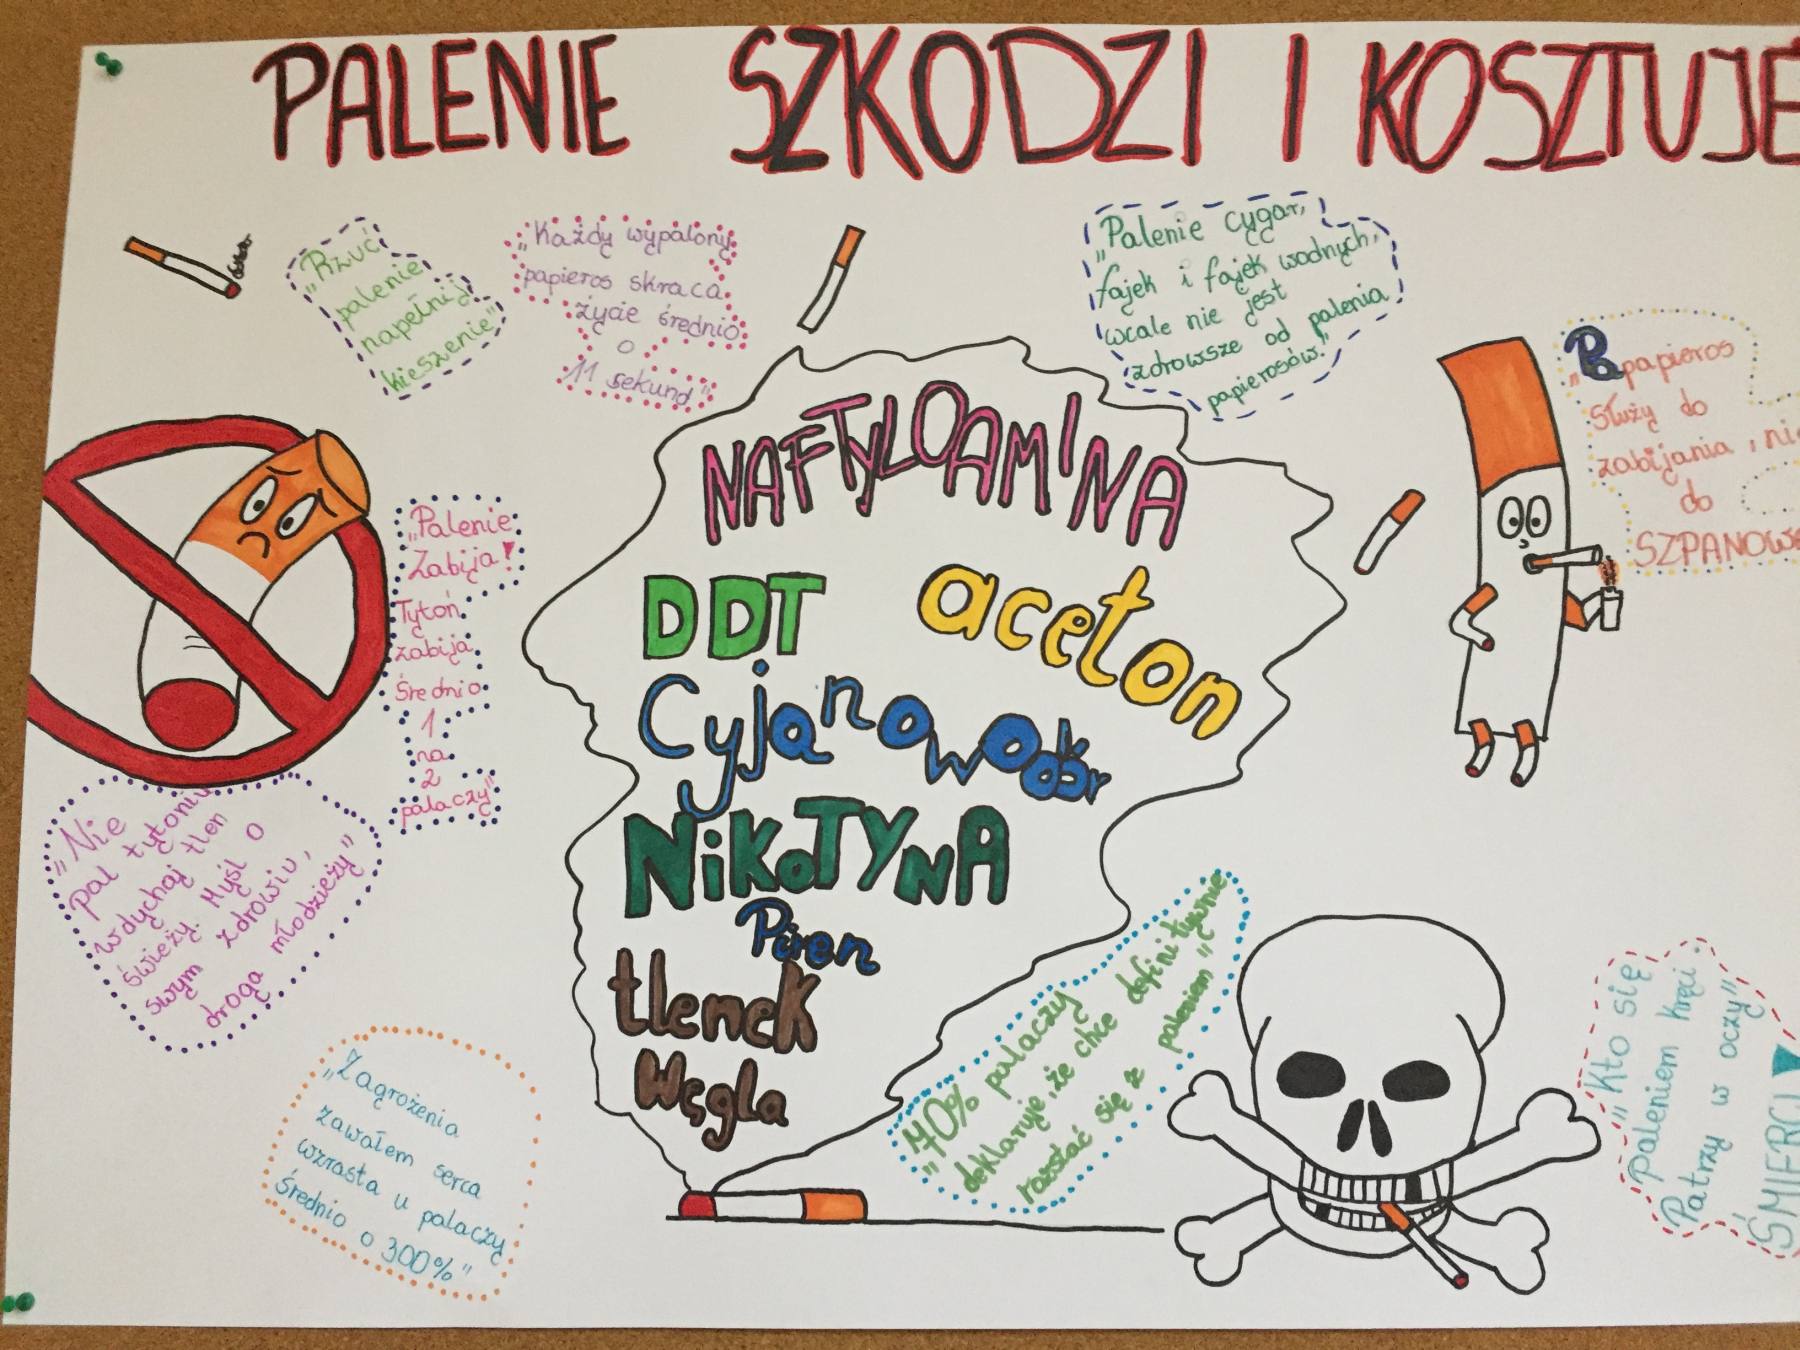 PALENIE SZKODZI I KOSZTUJE
„Rzuć
palenie
napełnij
kieszenie"
„Każdy wypalony
papieros skraca
życie średnio
o
11 sekund"
„Palenie cygar,
fajek i fajek wodnych,
wcale nie jest
zdrowsze od palenia
papierosów."
„Papapieros
służy do
zabijania, nie
do
SZPANOWA
„Palenie
Zabija!
Tytoń
zabija
średnio
1
na
2
palaczy"
NAFTYLOAMINA
DDT
aceton
Cyjanowodór
NiKoTYNA
Piren
tlenek
Węgla
„Nie
pal tytoniu
wdychaj tlen
świeży. Myśl o
swym zdrowiu,
droga młodzieży"
„Zagrożenia
zawałem serca
wzrasta u palaczy
średnio o 300%"
„70% palaczy
deklaruje, że chce definitywnie
rozstać się z paleniem"
„Kto się
Paleniem kręci
Patrzy w oczy"
ŚMIERCI